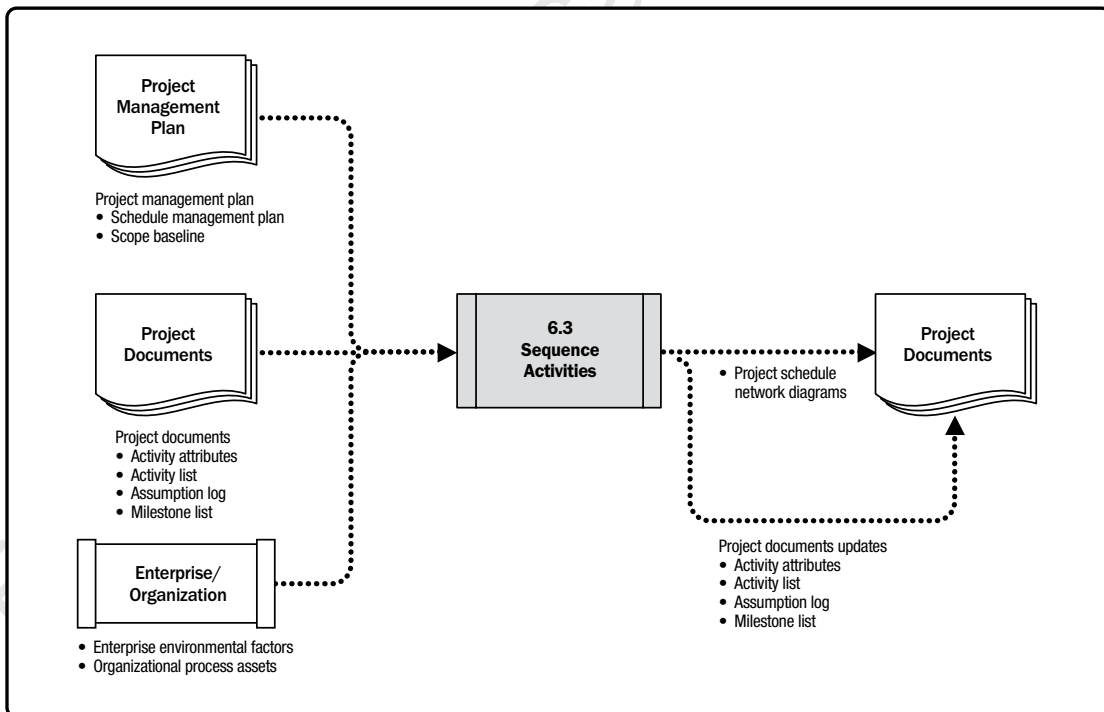 Project
Management
Plan
Project management plan
• Schedule management plan
• Scope baseline
Project
Documents
Project documents
• Activity attributes
• Activity list
• Assumption log
• Milestone list
Enterprise/
Organization
• Enterprise environmental factors
• Organizational process assets
6.3
Sequence
Activities
• Project schedule
network diagrams
Project
Documents
Project documents updates
• Activity attributes
• Activity list
• Assumption log
• Milestone list